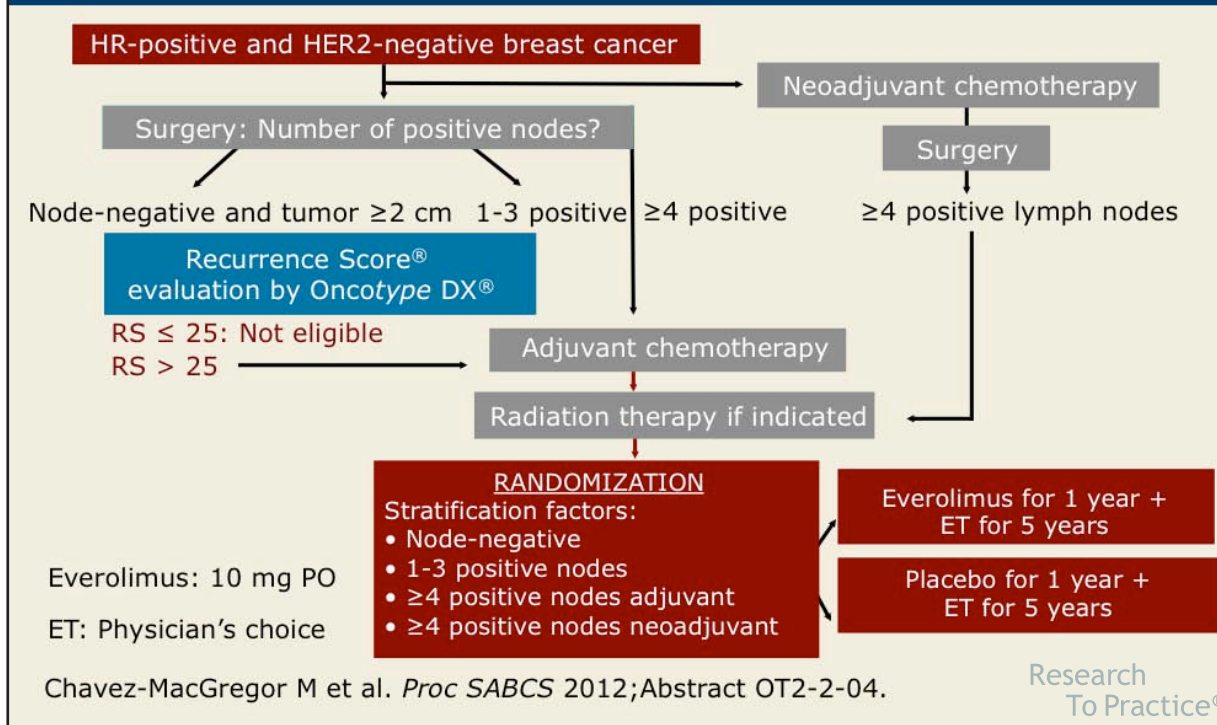 HR-positive and HER2-negative breast cancer
Neoadjuvant chemotherapy
Surgery: Number of positive nodes?
Surgery
Node-negative and tumor ≥2 cm
1-3 positive
≥4 positive
≥4 positive lymph nodes
Recurrence Score®
evaluation by Oncotype DX®
RS ≤ 25: Not eligible
RS > 25
Adjuvant chemotherapy
Radiation therapy if indicated
RANDOMIZATION
Stratification factors:
• Node-negative
• 1-3 positive nodes
• ≥4 positive nodes adjuvant
• ≥4 positive nodes neoadjuvant
Everolimus for 1 year +
ET for 5 years
Placebo for 1 year +
ET for 5 years
Everolimus: 10 mg PO
ET: Physician's choice
Chavez-MacGregor M et al. Proc SABCS 2012;Abstract OT2-2-04.
Research
To Practice®